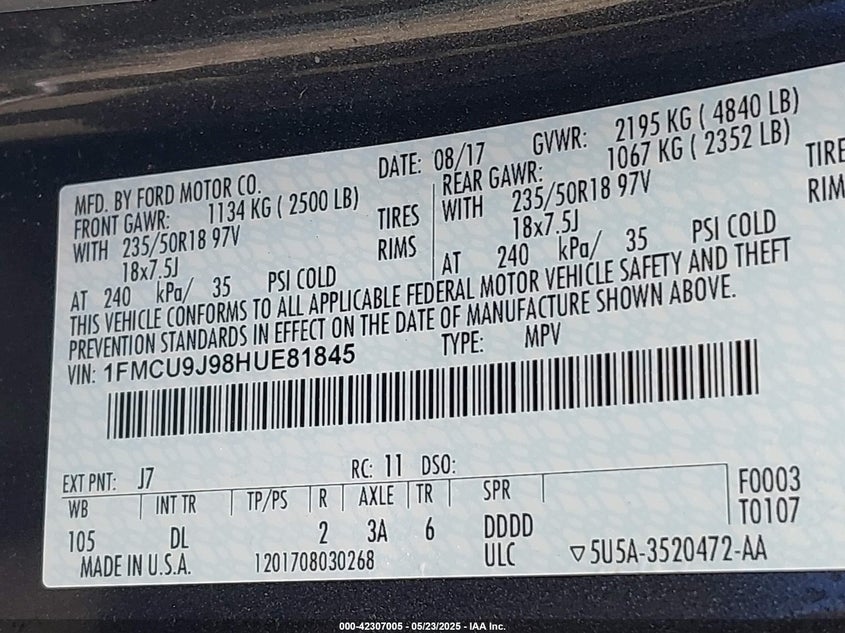 MFD. BY FORD MOTOR CO. DATE: 08/17 GVWR: 2195 KG ( 4840 LB)
FRONT GAWR: 1134 KG ( 2500 LB) REAR GAWR: 1067 KG ( 2352 LB)
WITH 235/50R18 97V TIRES WITH 235/50R18 97V TIRE
18x7.5J RIMS 18x7.5J RIM
AT 240 kPa/ 35 PSI COLD AT 240 kPa/ 35 PSI COLD
THIS VEHICLE CONFORMS TO ALL APPLICABLE FEDERAL MOTOR VEHICLE SAFETY AND THEFT
PREVENTION STANDARDS IN EFFECT ON THE DATE OF MANUFACTURE SHOWN ABOVE.
VIN: 1FMCU9J98HUE81845 TYPE: MPV
EXT PNT: J7 RC: 11 DSO:
WB INT TR TP/PS R AXLE TR SPR F0003
105 DL 2 3A 6 DDDD T0107
MADE IN U.S.A. 1201708030268 ULC ▽5U5A-3520472-AA
000-42307005 - 05/23/2025 - IAA Inc.